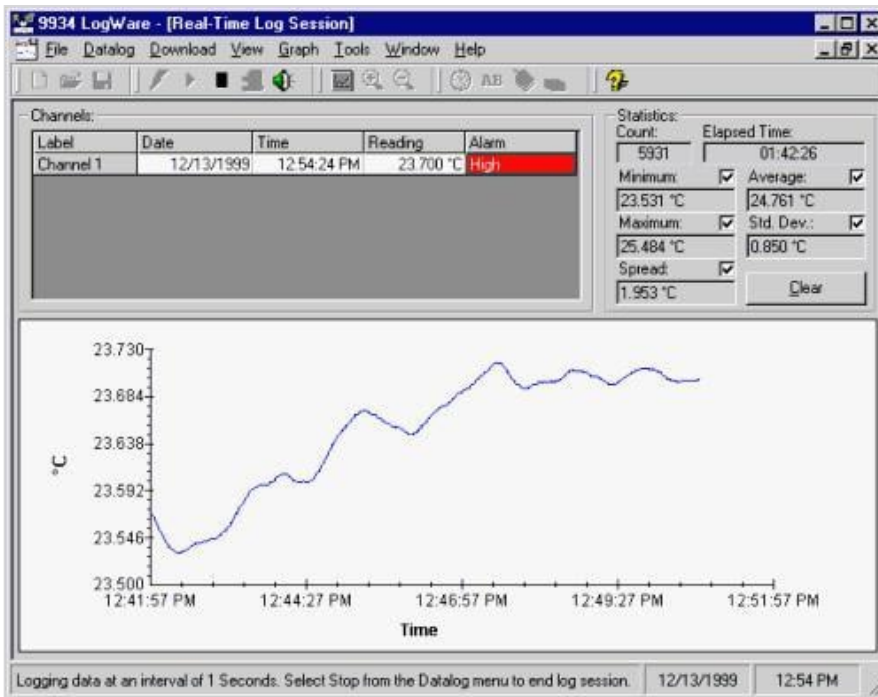 9934 LogWare - [Real-Time Log Session]
File Datalog Download View Graph Tools Window Help
AB
Channels:
Label Date Time Reading Alarm
Channel 1 12/13/1999 12:54:24 PM 23.700 °C High
Statistics:
Count: Elapsed Time:
5931 01:42:26
Minimum: Average:
23.531 °C 24.761 °C
Maximum: Std. Dev.:
25.484 °C 0.850 °C
Spread:
1.953 °C Clear
23.730
23.684
23.638
°C
23.592
23.546
23.500
12:41:57 PM 12:44:27 PM 12:46:57 PM 12:49:27 PM 12:51:57 PM
Time
Logging data at an interval of 1 Seconds. Select Stop from the Datalog menu to end log session. 12/13/1999 12:54 PM